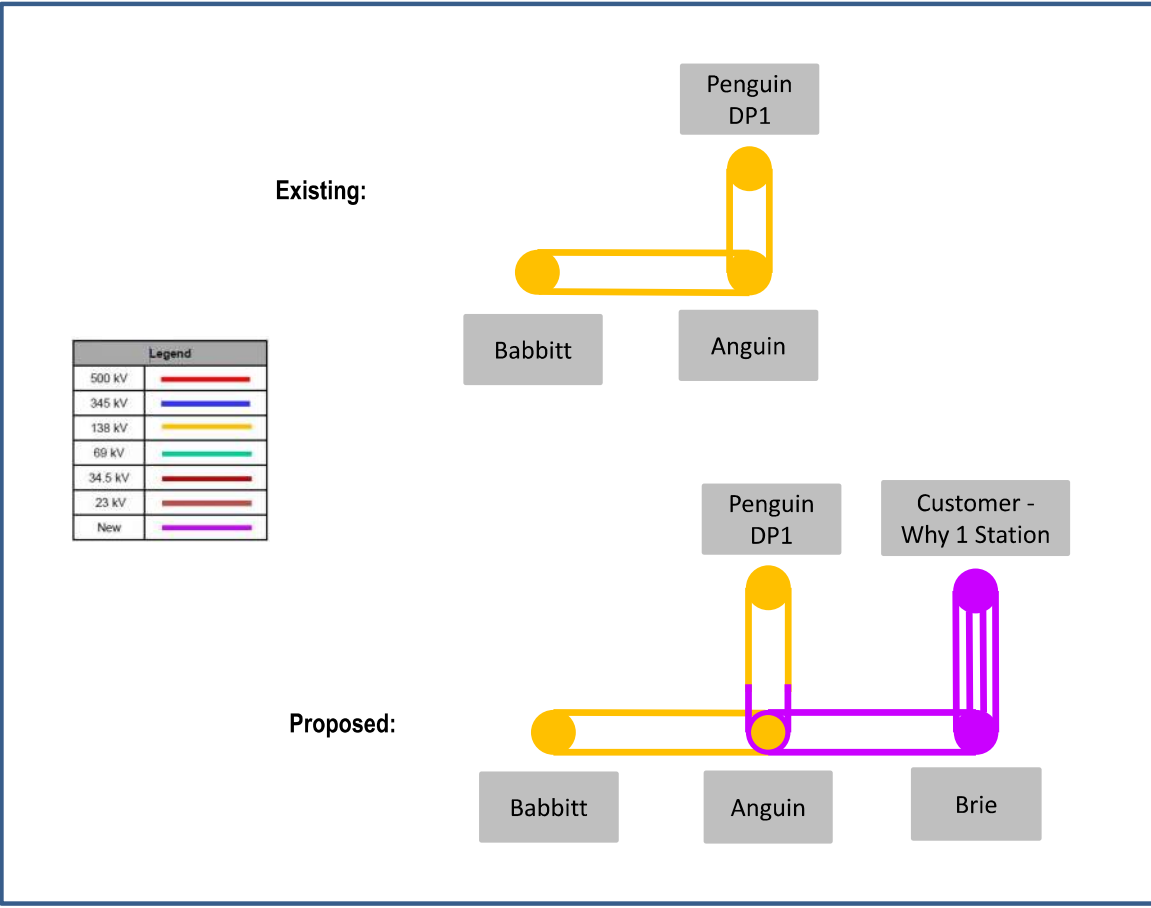 Penguin
DP1
Existing:
Babbitt
Anguin
Legend
500 kV
345 kV
138 kV
69 kV
34.5 kV
23 kV
New
Penguin
DP1
Customer -
Why 1 Station
Proposed:
Babbitt
Anguin
Brie